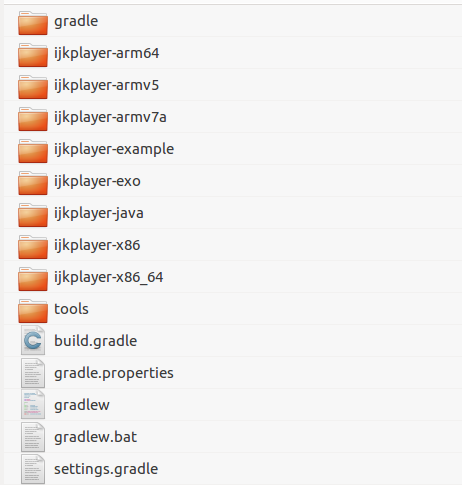 gradle
ijkplayer-arm64
ijkplayer-armv5
ijkplayer-armv7a
ijkplayer-example
ijkplayer-exo
ijkplayer-java
ijkplayer-x86
ijkplayer-x86_64
tools
build.gradle
gradle.properties
gradlew
gradlew.bat
settings.gradle